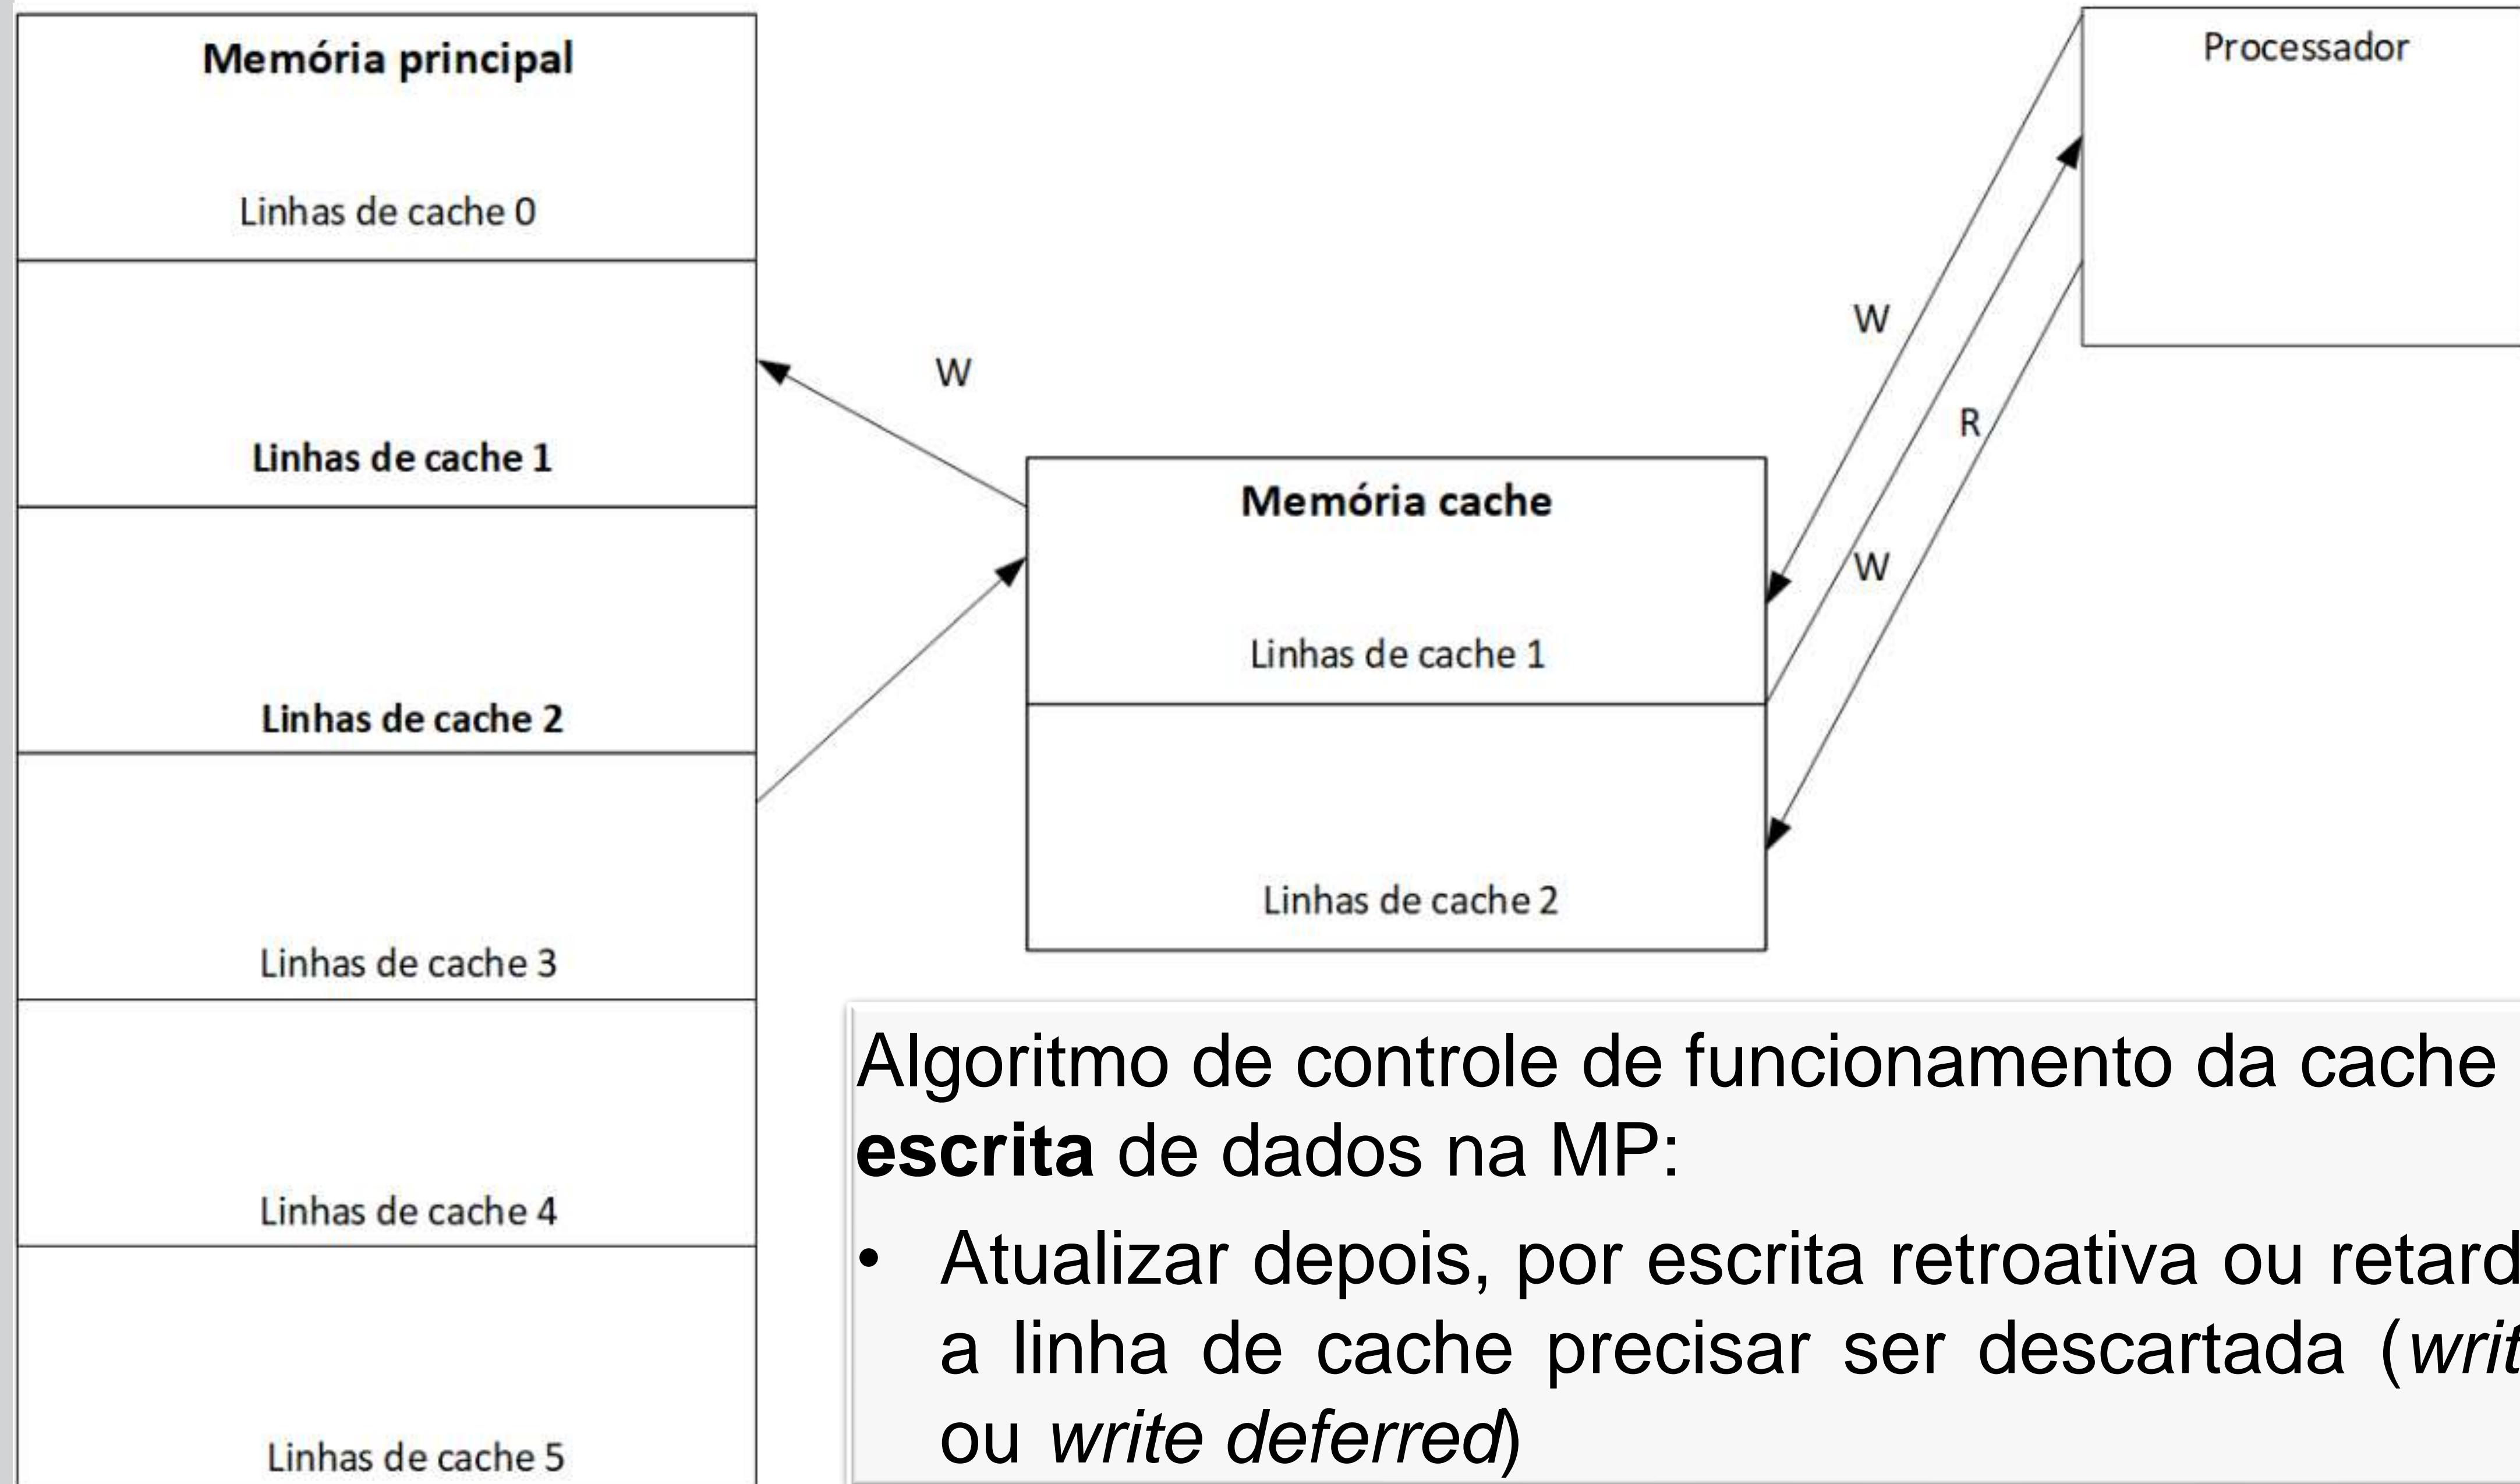 Memória principal
Linhas de cache 0
Linhas de cache 1
Linhas de cache 2
Linhas de cache 3
Linhas de cache 4
Linhas de cache 5
W
Memória cache
Linhas de cache 1
Linhas de cache 2
W
R
W
Processador
Algoritmo de controle de funcionamento da cache
escrita de dados na MP:
• Atualizar depois, por escrita retroativa ou retard
a linha de cache precisar ser descartada (writ
ou write deferred)